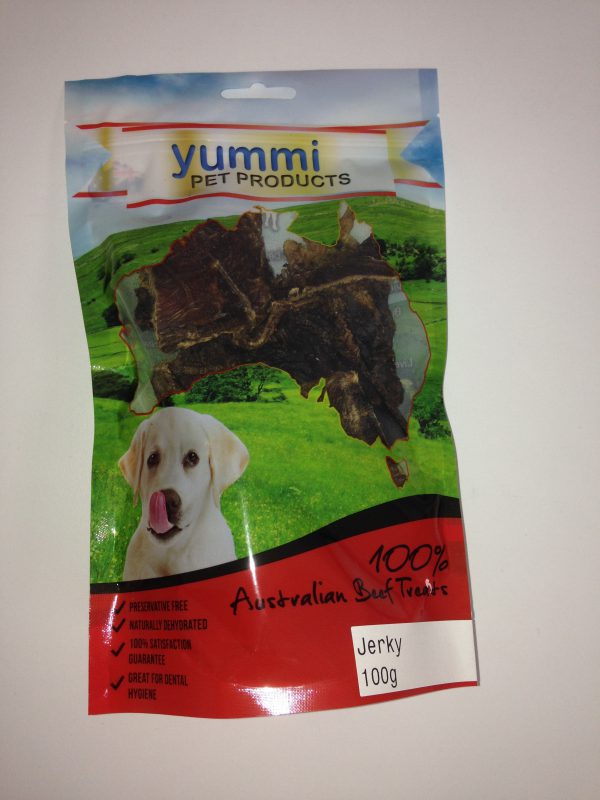 yummi
PET PRODUCTS
100%
Australian Beef Treats
PRESERVATIVE FREE
NATURALLY DEHYDRATED
100% SATISFACTION
GUARANTEE
GREAT FOR DENTAL
HYGIENE
Jerky
100g